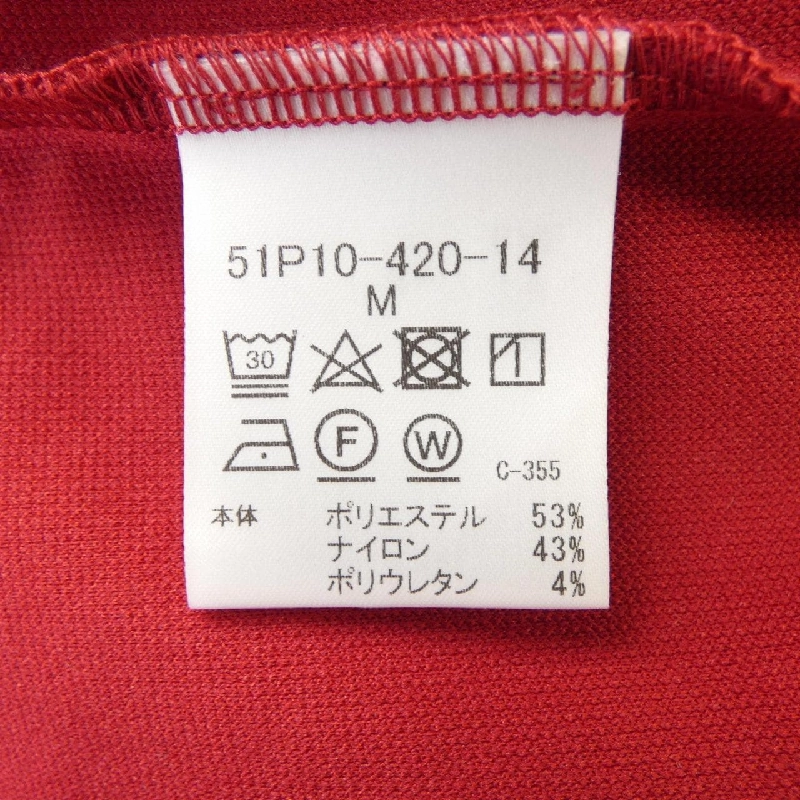 51P10-420-14
M
30
F W C-355
本体 ポリエステル 53%
ナイロン 43%
ポリウレタン 4%